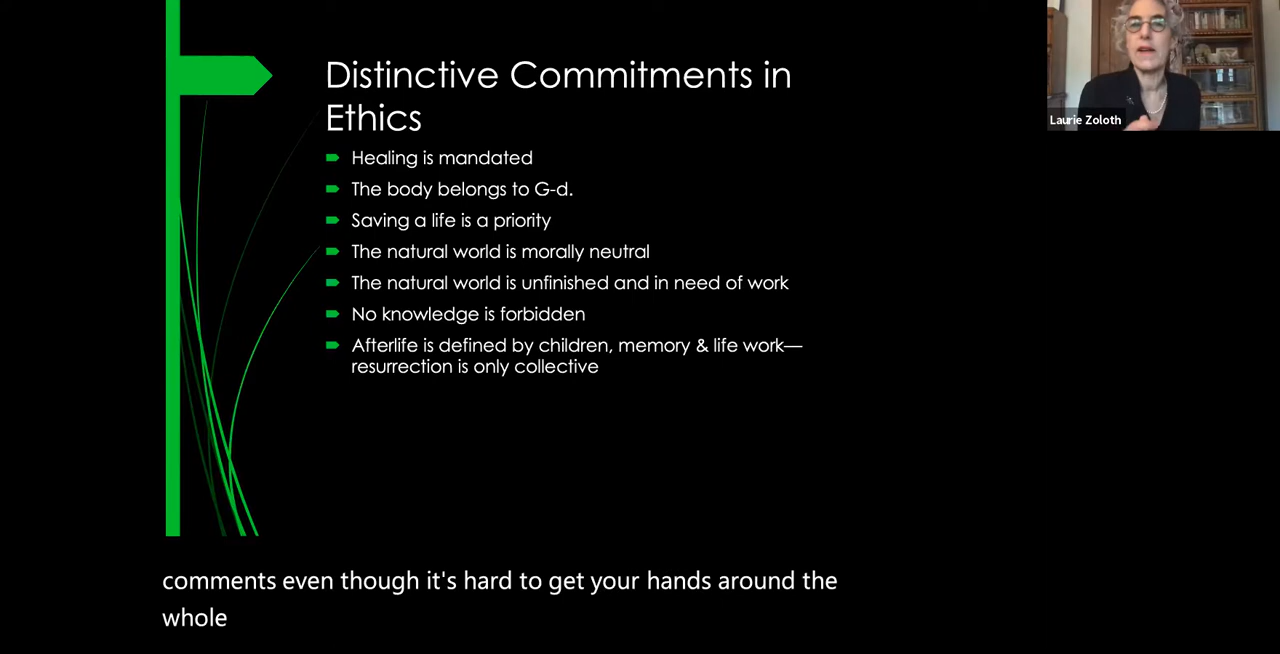 Distinctive Commitments in
Ethics
Healing is mandated
The body belongs to G-d.
Saving a life is a priority
The natural world is morally neutral
The natural world is unfinished and in need of work
No knowledge is forbidden
Afterlife is defined by children, memory & life work—
resurrection is only collective
Laurie Zoloth
comments even though it's hard to get your hands around the
whole